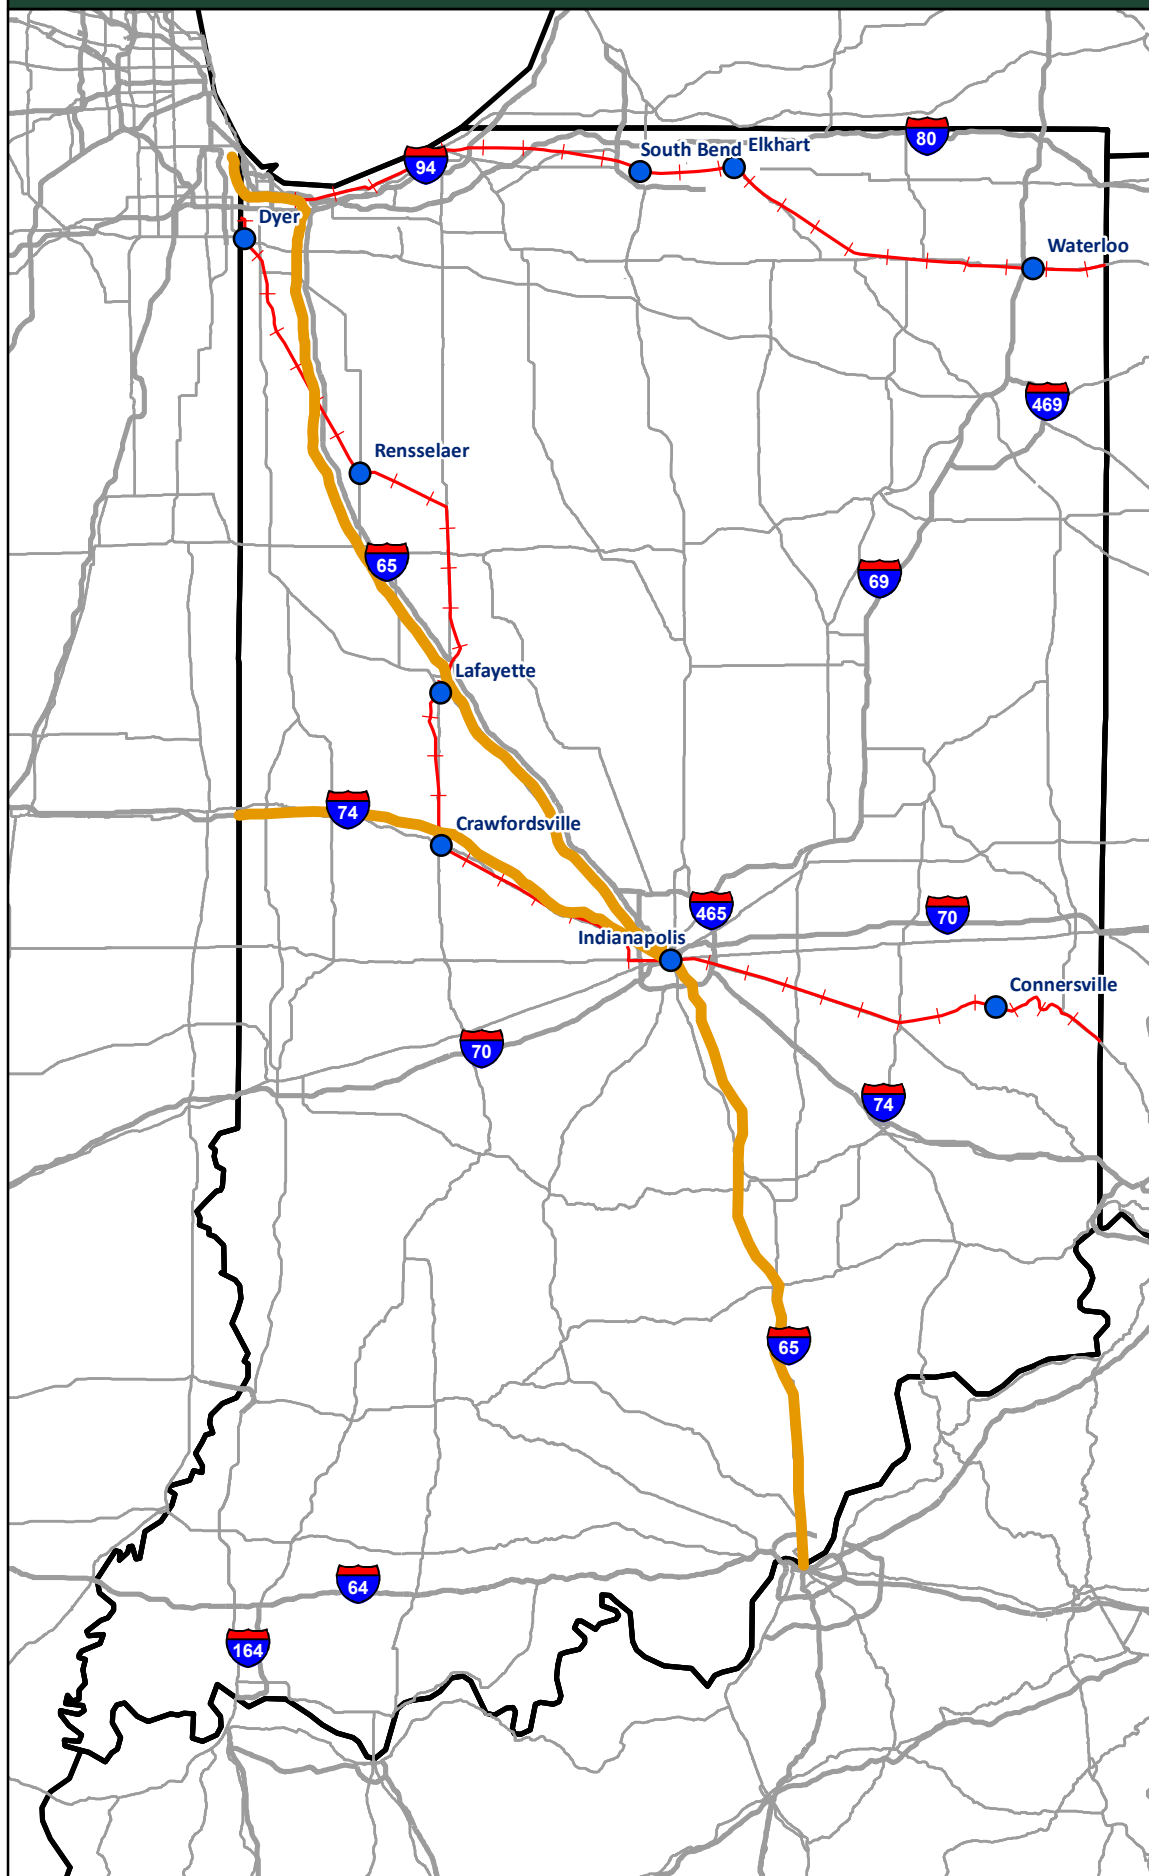 80
South Bend
Elkhart
94
Dyer
Waterloo
469
Rensselaer
65
69
Lafayette
74
Crawfordsville
465
70
Indianapolis
Connersville
70
74
65
64
164